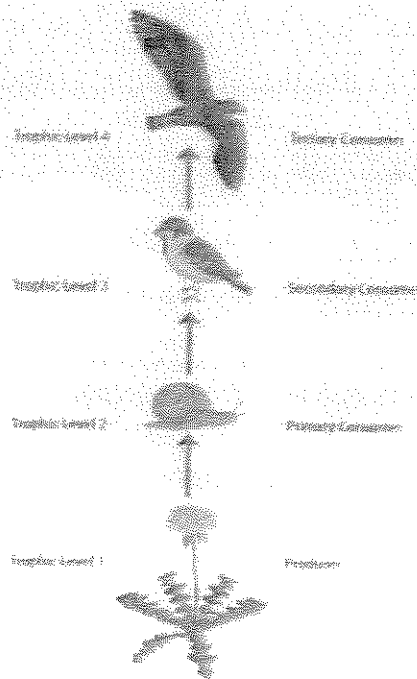 Trophic Level 4
Tertiary Consumer
Trophic Level 3
Secondary Consumer
Trophic Level 2
Primary Consumer
Trophic Level 1
Producer